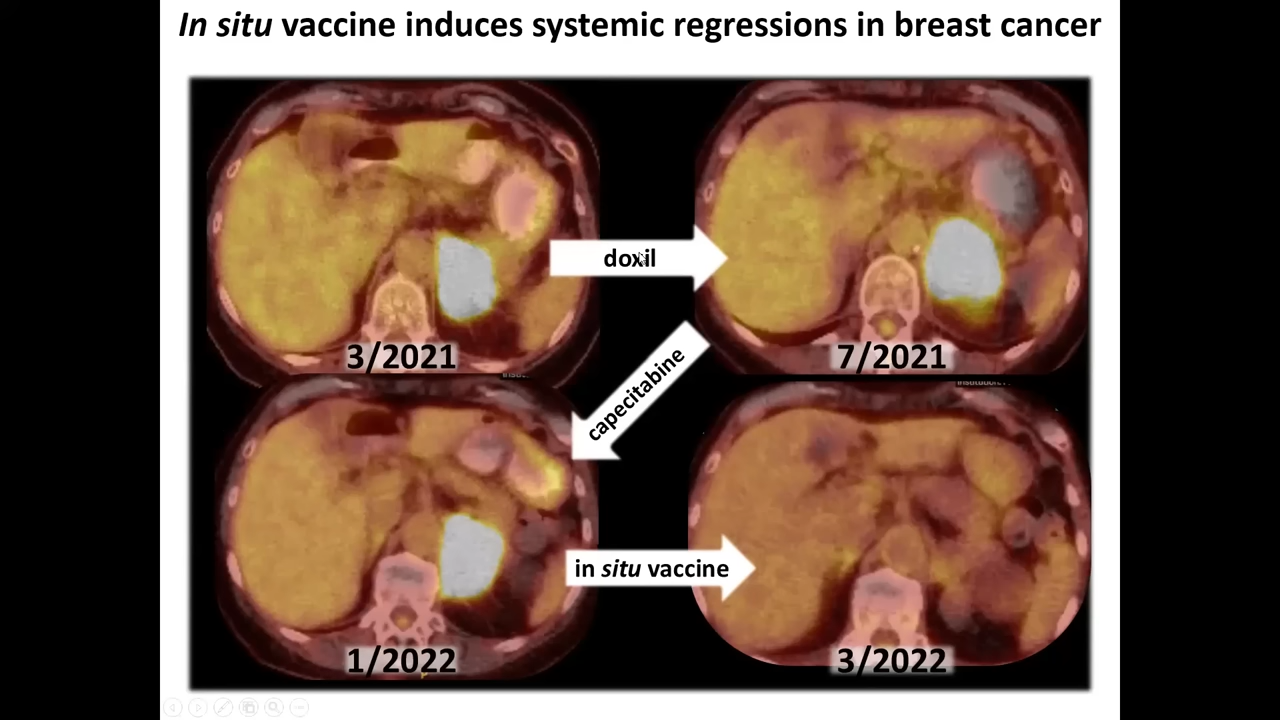 In situ vaccine induces systemic regressions in breast cancer
doxil
3/2021
7/2021
capecitabine
in situ vaccine
1/2022
3/2022